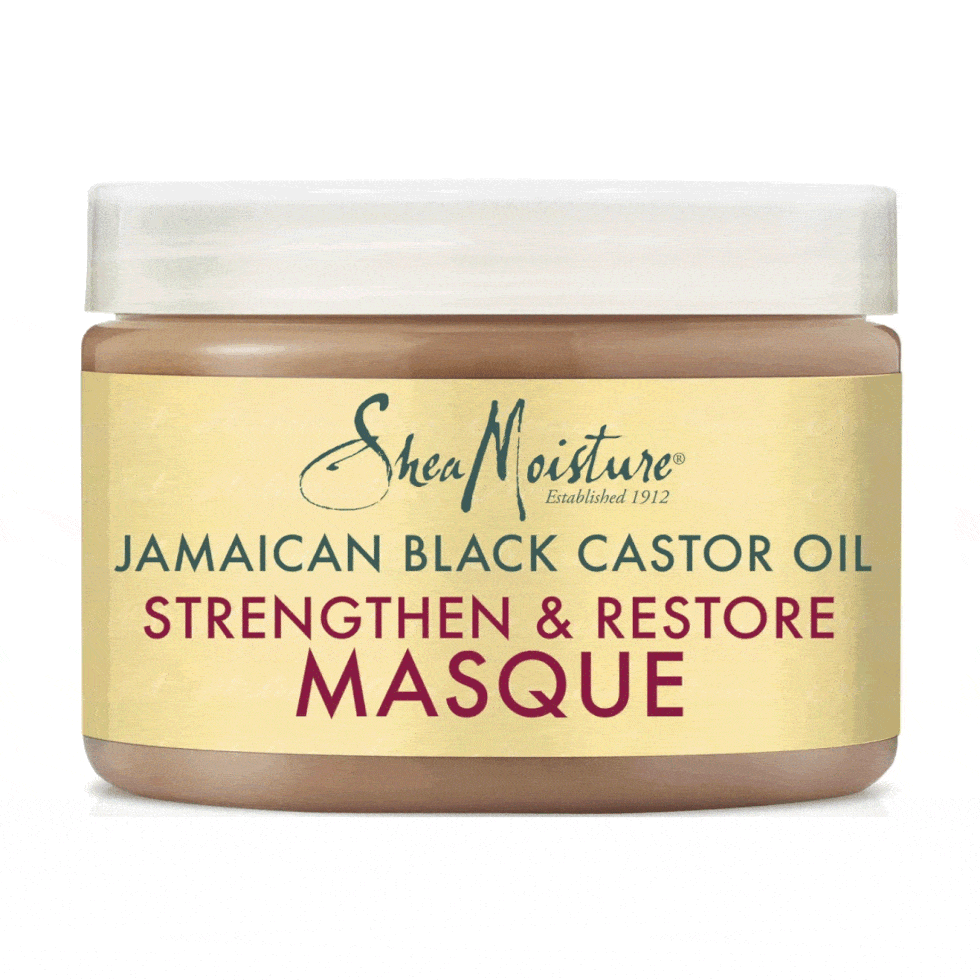 SheaMoisture®
Established 1912
JAMAICAN BLACK CASTOR OIL
STRENGTHEN & RESTORE
MASQUE